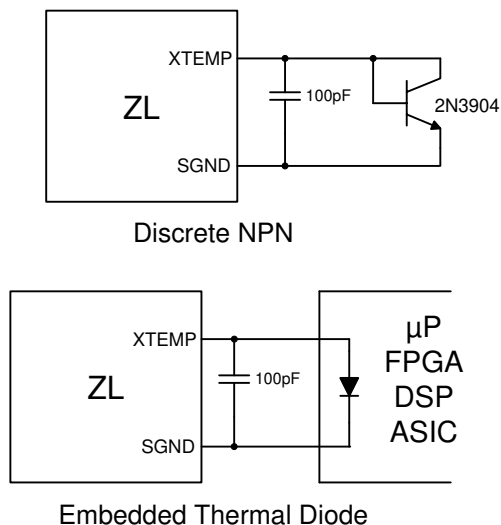 XTEMP
ZL
100pF
2N3904
SGND
Discrete NPN
XTEMP
ZL
100pF
SGND
µP
FPGA
DSP
ASIC
Embedded Thermal Diode